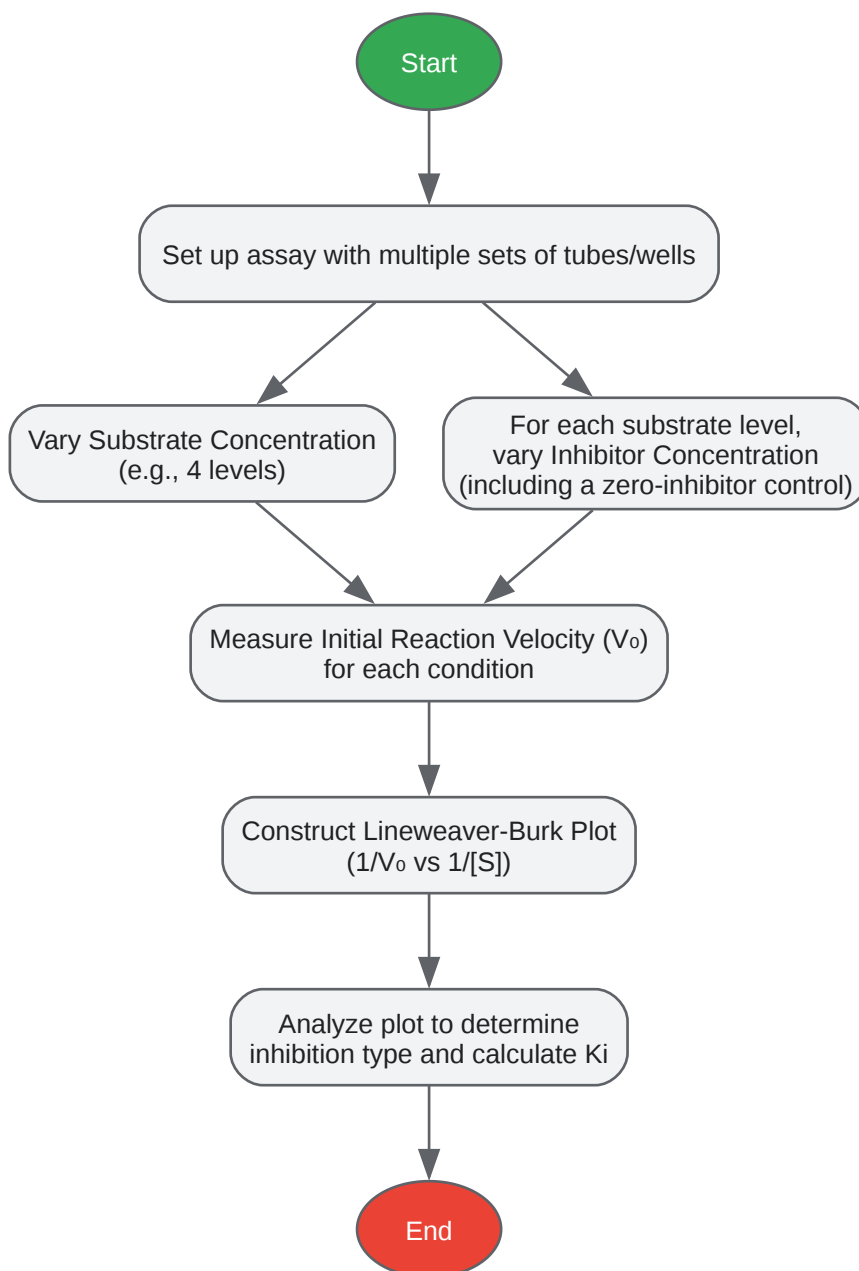 Start
Set up assay with multiple sets of tubes/wells
Vary Substrate Concentration
(e.g., 4 levels)
For each substrate level,
vary Inhibitor Concentration
(including a zero-inhibitor control)
Measure Initial Reaction Velocity (V₀)
for each condition
Construct Lineweaver-Burk Plot
(1/V₀ vs 1/[S])
Analyze plot to determine
inhibition type and calculate Ki
End